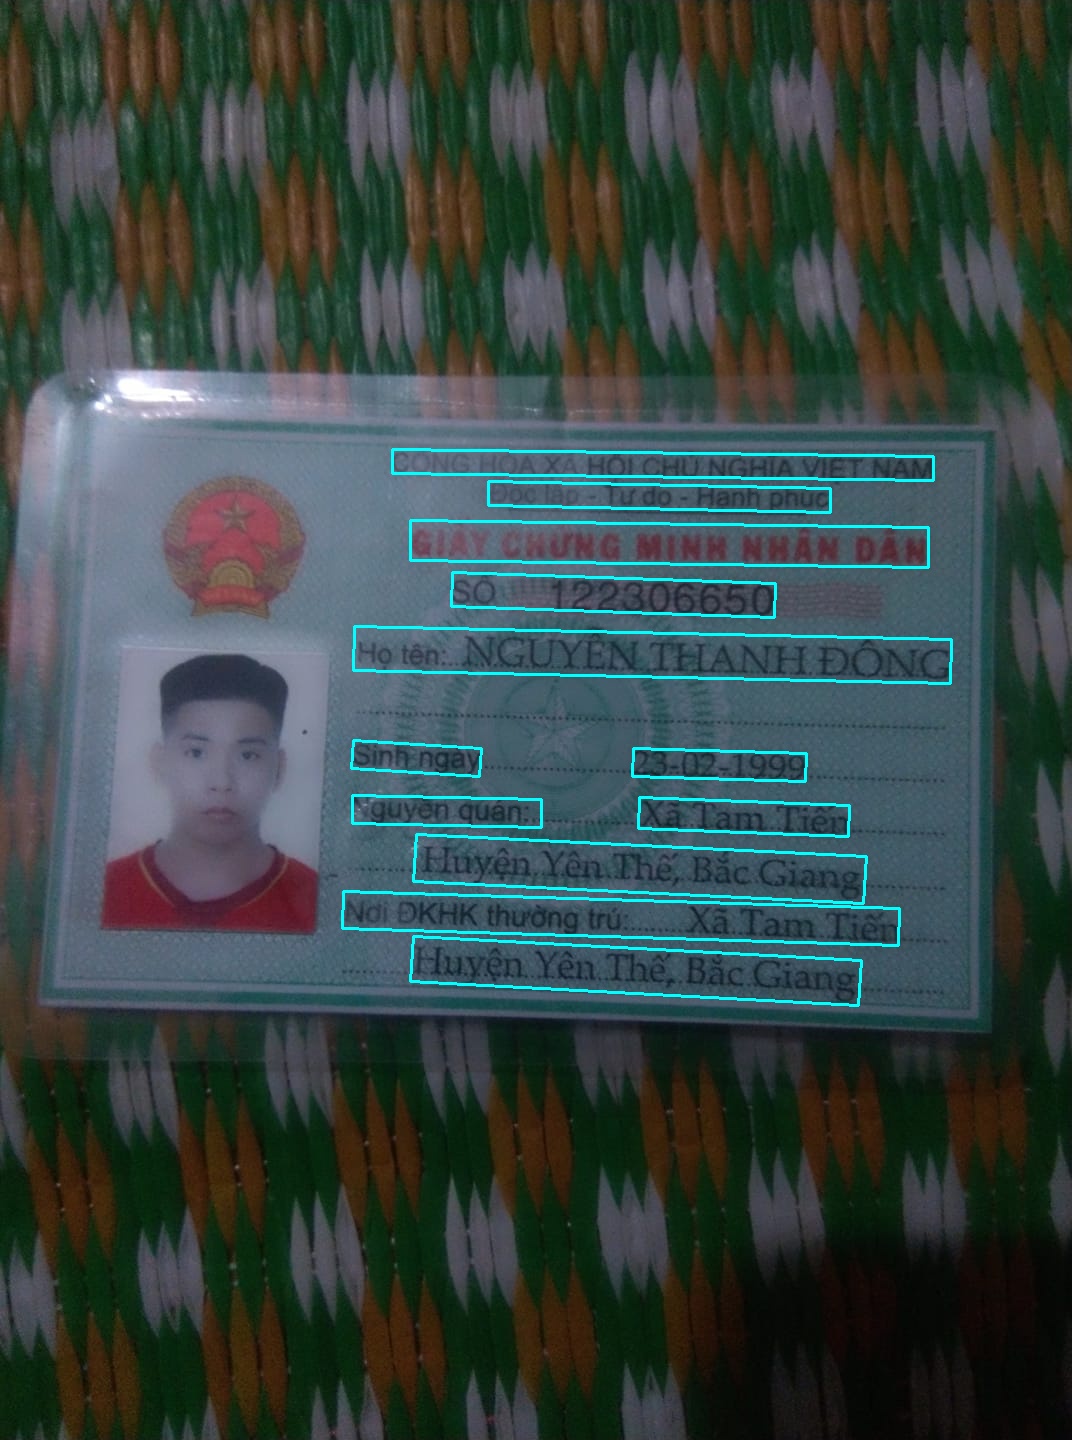 CỘNG HÒA XÃ HỘI CHỦ NGHĨA VIỆT NAM
Độc lập - Tự do - Hạnh phúc
GIẤY CHỨNG MINH NHÂN DÂN
SỐ 122306650
Họ tên: NGUYỄN THANH ĐÔNG
Sinh ngày 23-02-1999
Nguyên quán: Xã Tam Tiến
Huyện Yên Thế, Bắc Giang
Nơi ĐKHK thường trú: Xã Tam Tiến
Huyện Yên Thế, Bắc Giang